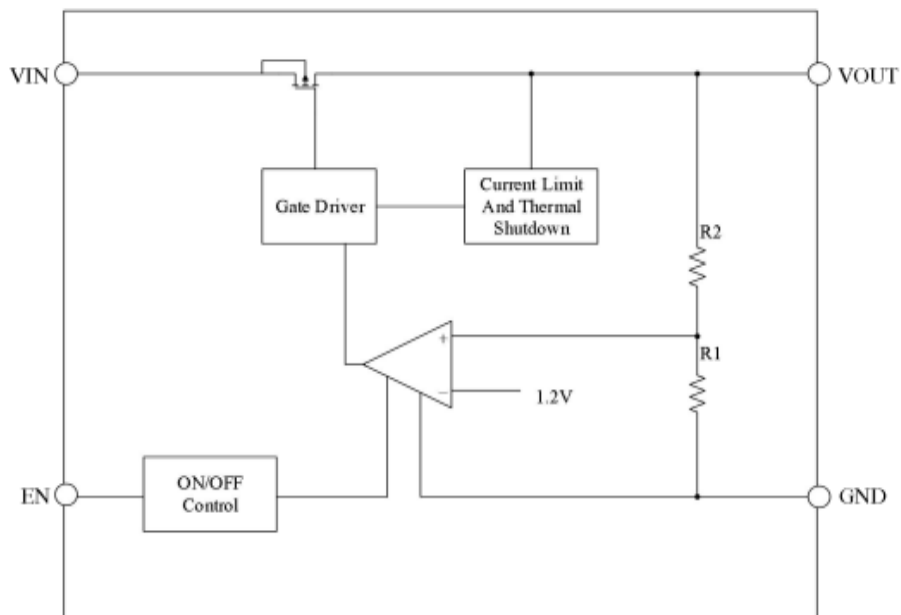 VIN
VOUT
Gate Driver
Current Limit
And Thermal
Shutdown
R2
+
R1
−
1.2V
EN
ON/OFF
Control
GND